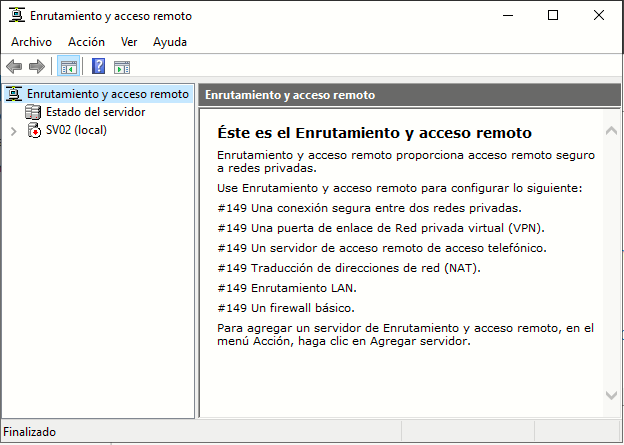 Enrutamiento y acceso remoto
Archivo Acción Ver Ayuda
Enrutamiento y acceso remoto
Estado del servidor
SV02 (local)
Enrutamiento y acceso remoto
Éste es el Enrutamiento y acceso remoto
Enrutamiento y acceso remoto proporciona acceso remoto seguro
a redes privadas.
Use Enrutamiento y acceso remoto para configurar lo siguiente:
#149 Una conexión segura entre dos redes privadas.
#149 Una puerta de enlace de Red privada virtual (VPN).
#149 Un servidor de acceso remoto de acceso telefónico.
#149 Traducción de direcciones de red (NAT).
#149 Enrutamiento LAN.
#149 Un firewall básico.
Para agregar un servidor de Enrutamiento y acceso remoto, en el
menú Acción, haga clic en Agregar servidor.
Finalizado